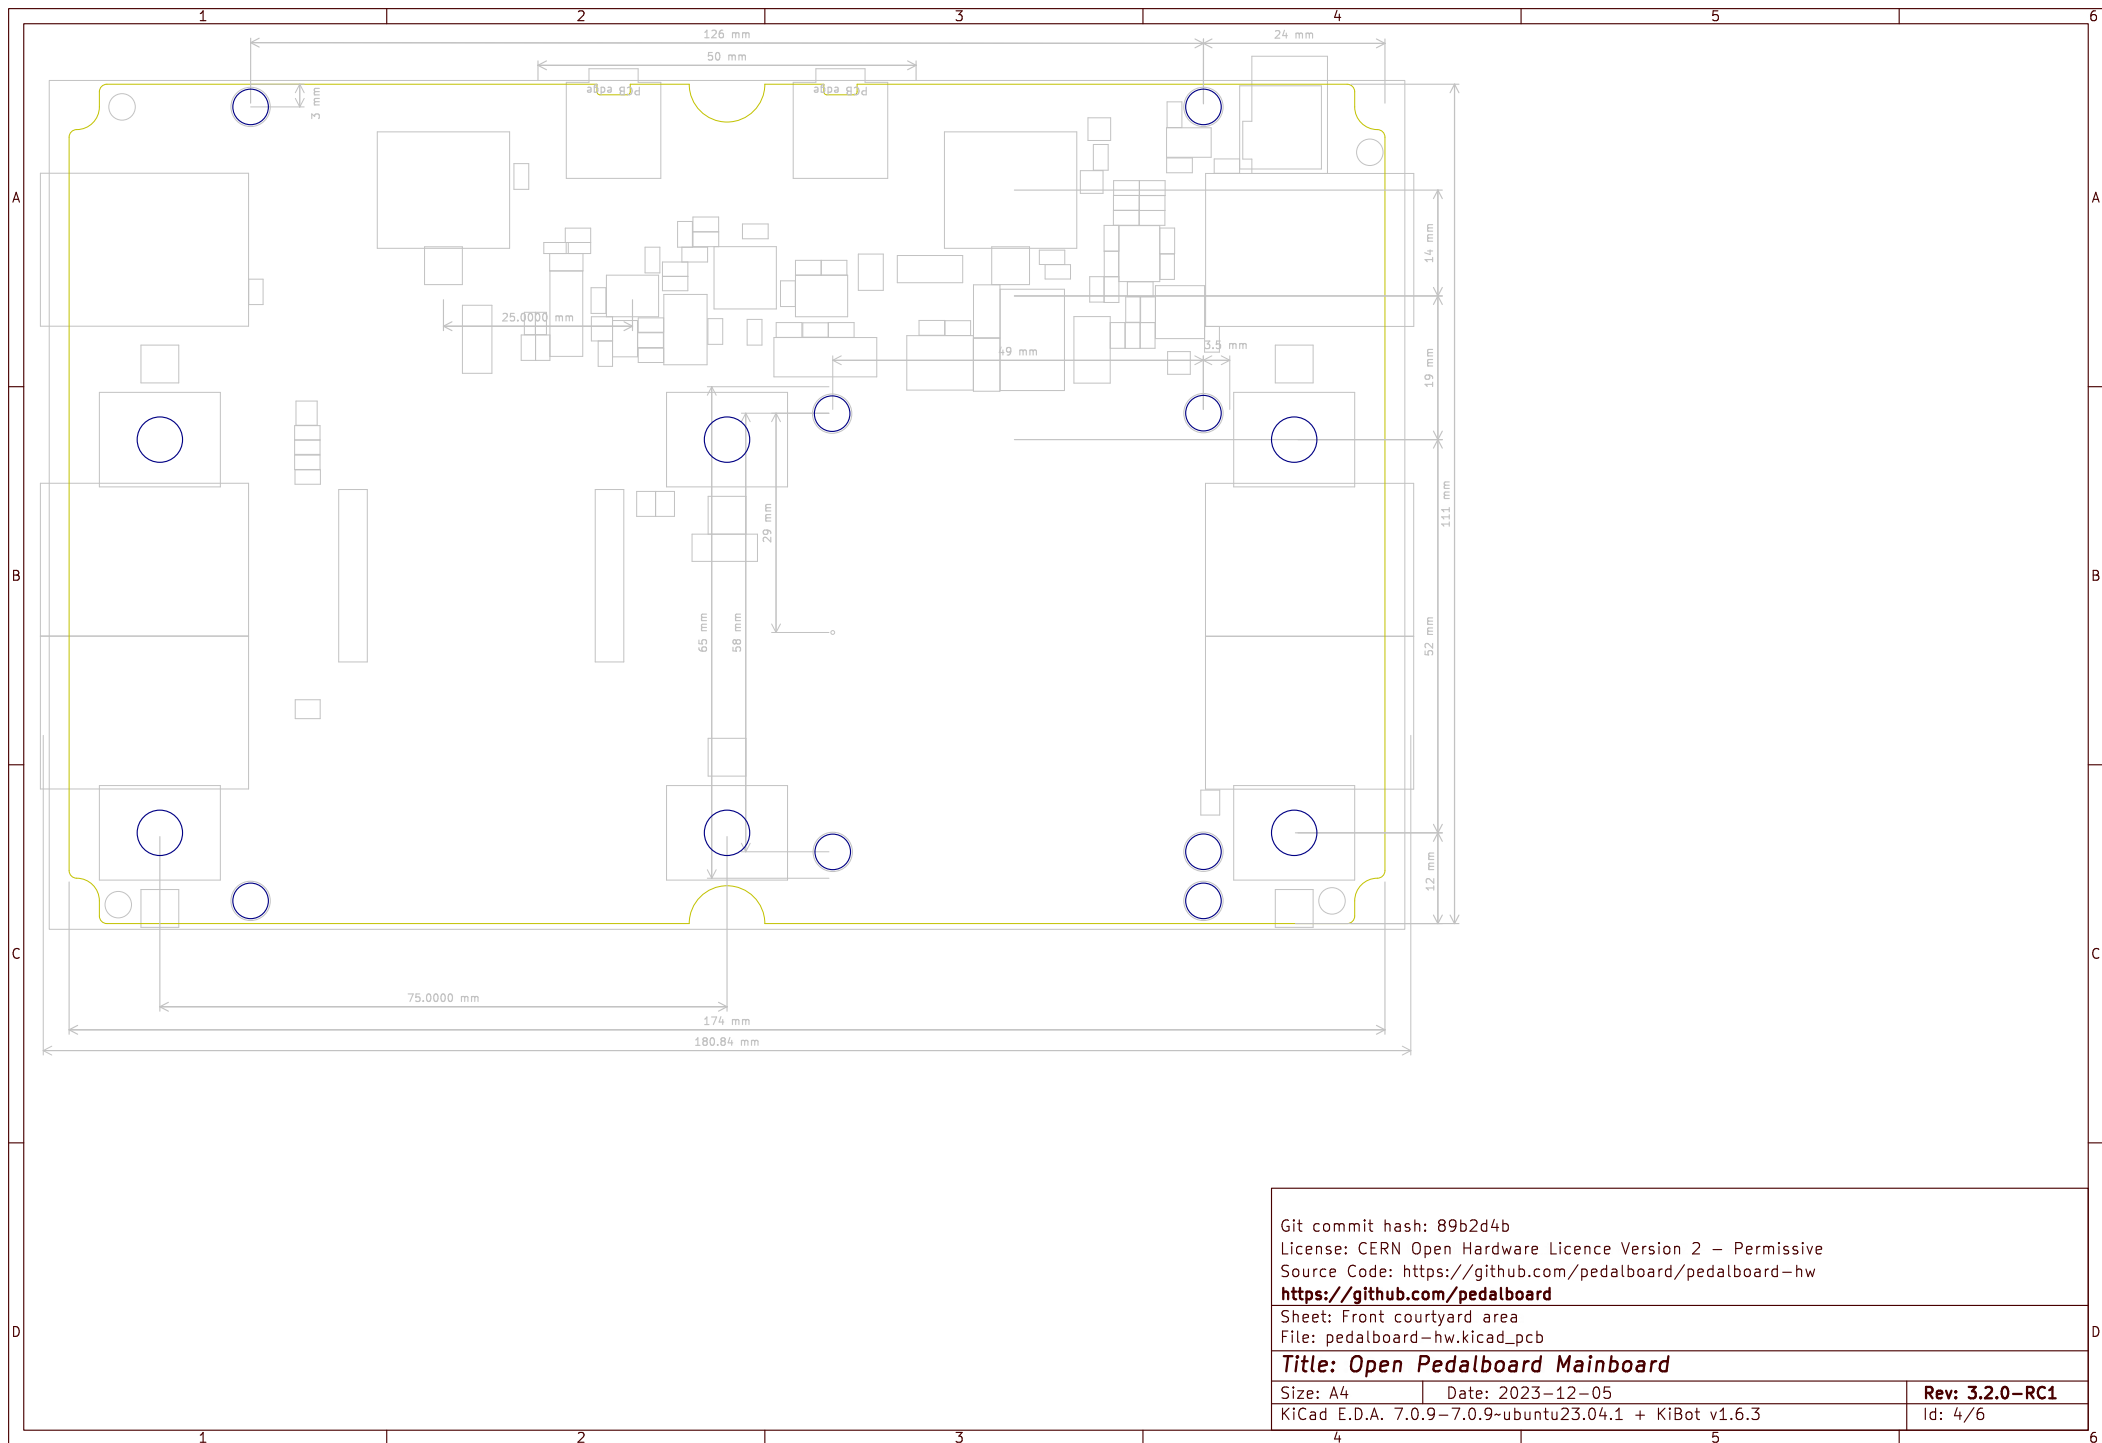 1 2 3 4 5 6
126 mm 24 mm
50 mm
3 mm
PCB edge PCB edge
A A
14 mm
25.0000 mm
49 mm 3.5 mm
19 mm
111 mm
29 mm
B B
65 mm 58 mm 52 mm
12 mm
C C
75.0000 mm
174 mm
180.84 mm
Git commit hash: 89b2d4b
License: CERN Open Hardware Licence Version 2 – Permissive
Source Code: https://github.com/pedalboard/pedalboard-hw
https://github.com/pedalboard
Sheet: Front courtyard area
D D
File: pedalboard-hw.kicad_pcb
Title: Open Pedalboard Mainboard
Size: A4 Date: 2023-12-05 Rev: 3.2.0-RC1
KiCad E.D.A. 7.0.9-7.0.9~ubuntu23.04.1 + KiBot v1.6.3 Id: 4/6
1 2 3 4 5 6